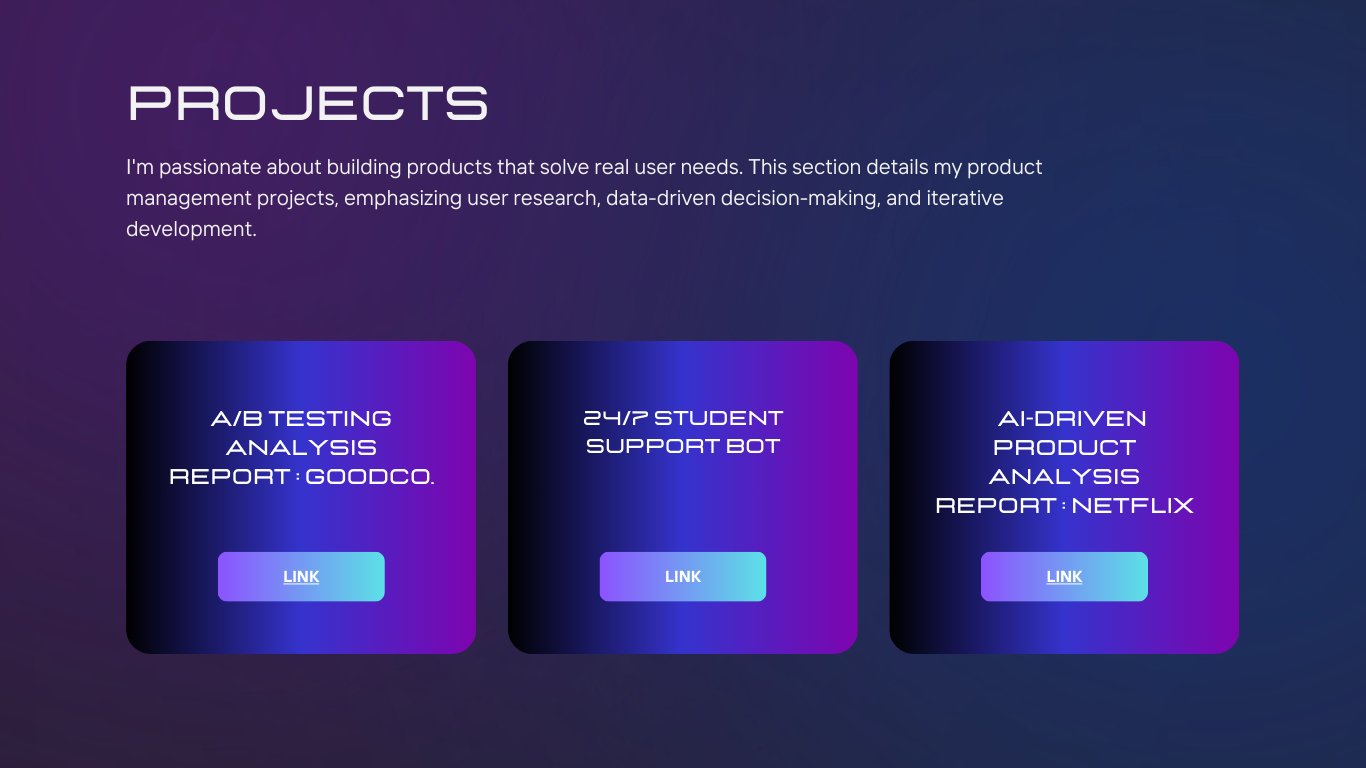 PROJECTS
I'm passionate about building products that solve real user needs. This section details my product
management projects, emphasizing user research, data-driven decision-making, and iterative
development.
A/B TESTING
ANALYSIS
REPORT : GOODCO.
LINK
24/7 STUDENT
SUPPORT BOT
LINK
AI-DRIVEN
PRODUCT
ANALYSIS
REPORT : NETFLIX
LINK